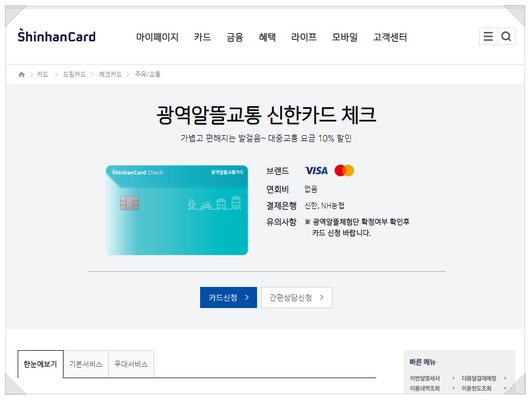 ShinhanCard
마이페이지 카드 금융 혜택 라이프 모바일 고객센터
카드 > 드림카드 > 체크카드 > 주유/교통
광역알뜰교통 신한카드 체크
가볍고 편해지는 발걸음~ 대중교통 요금 10% 할인
ShinhanCard Check
광역알뜰교통카드
브랜드 VISA
연회비 없음
결제은행 신한, NH농협
유의사항 ※ 광역알뜰체험단 확정여부 확인후
카드 신청 바랍니다.
카드신청 > 간편상담신청 >
한눈에보기 기본서비스 우대서비스
빠른 메뉴
이번달명세서 다음달결제예정
이용내역조회 이용한도조회